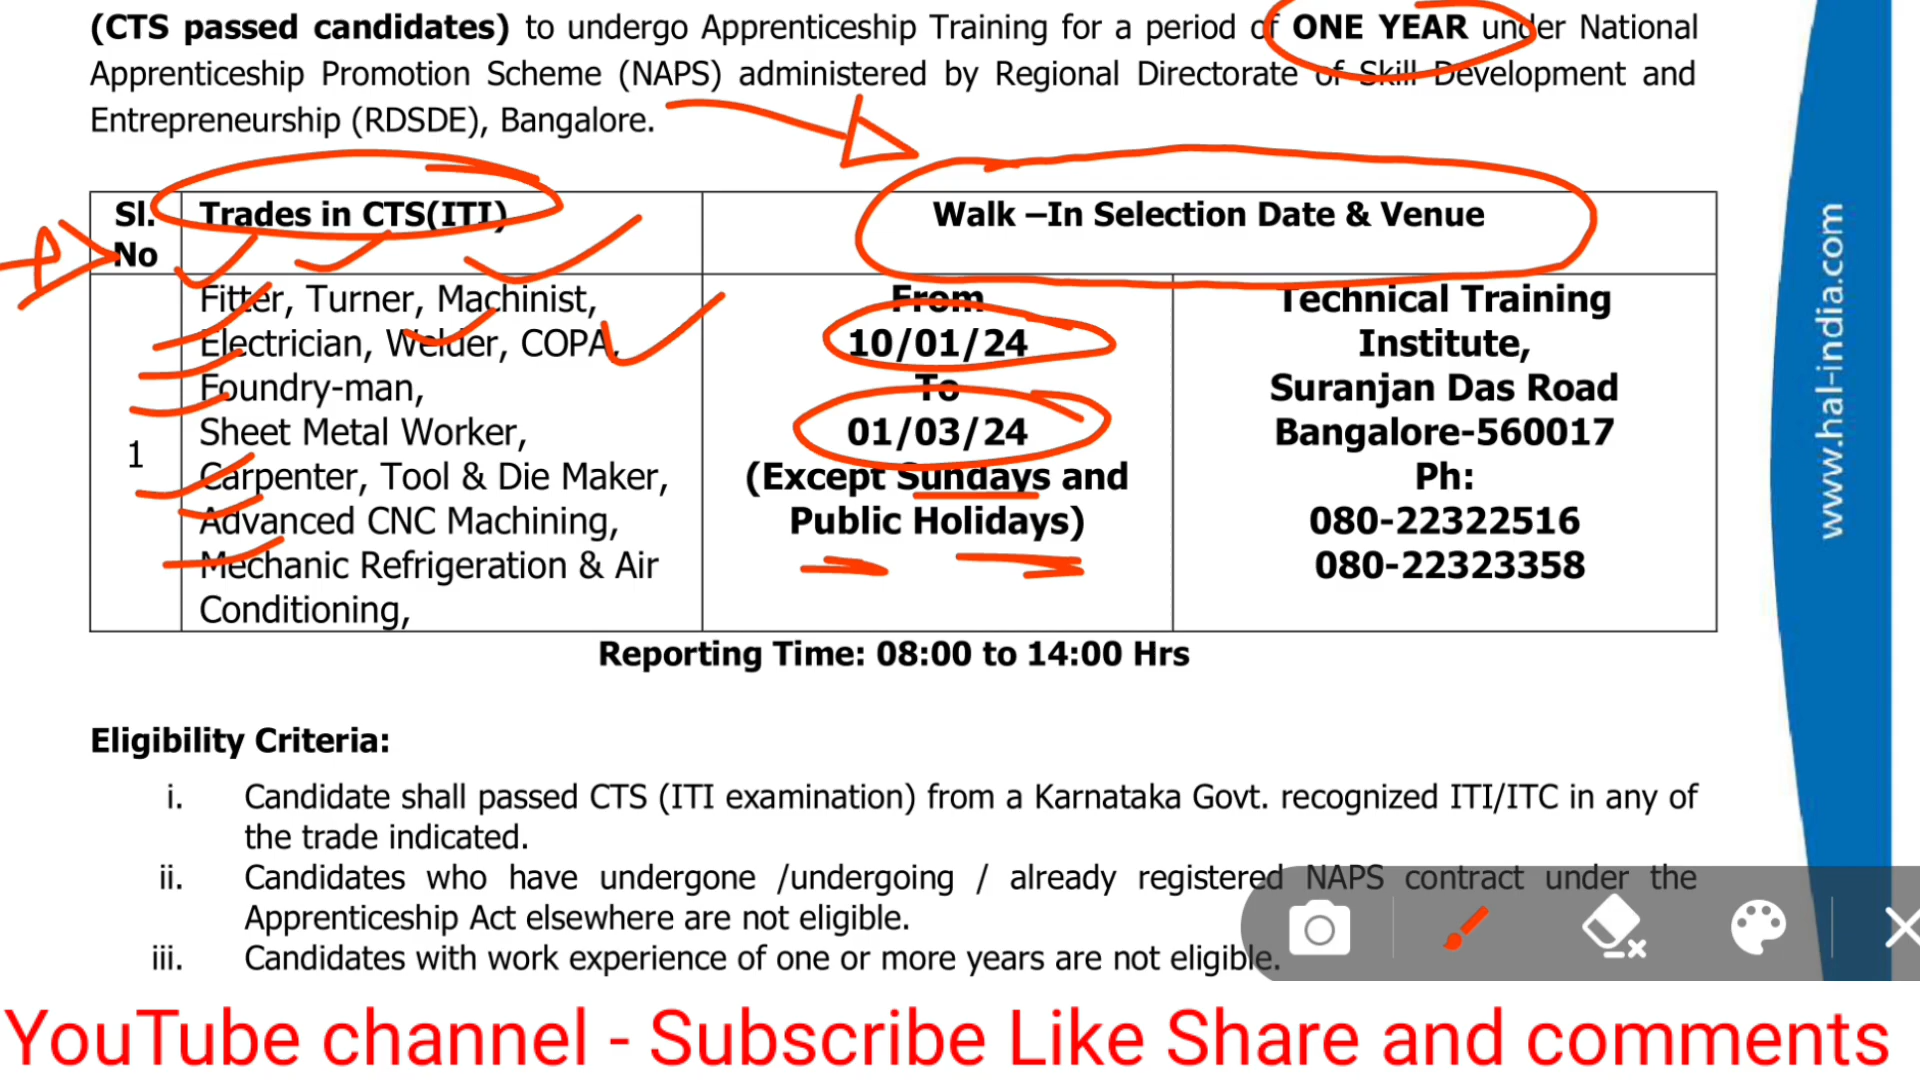 (CTS passed candidates) to undergo Apprenticeship Training for a period of ONE YEAR under National
Apprenticeship Promotion Scheme (NAPS) administered by Regional Directorate of Skill Development and
Entrepreneurship (RDSDE), Bangalore.
Sl.
No
Trades in CTS(ITI)
Walk –In Selection Date & Venue
1
Fitter, Turner, Machinist,
Electrician, Welder, COPA,
Foundry-man,
Sheet Metal Worker,
Carpenter, Tool & Die Maker,
Advanced CNC Machining,
Mechanic Refrigeration & Air
Conditioning,
From
10/01/24
To
01/03/24
(Except Sundays and
Public Holidays)
Technical Training
Institute,
Suranjan Das Road
Bangalore-560017
Ph:
080-22322516
080-22323358
Reporting Time: 08:00 to 14:00 Hrs
Eligibility Criteria:
i. Candidate shall passed CTS (ITI examination) from a Karnataka Govt. recognized ITI/ITC in any of
the trade indicated.
ii. Candidates who have undergone /undergoing / already registered NAPS contract under the
Apprenticeship Act elsewhere are not eligible.
iii. Candidates with work experience of one or more years are not eligible.
www.hal-india.com
YouTube channel - Subscribe Like Share and comments